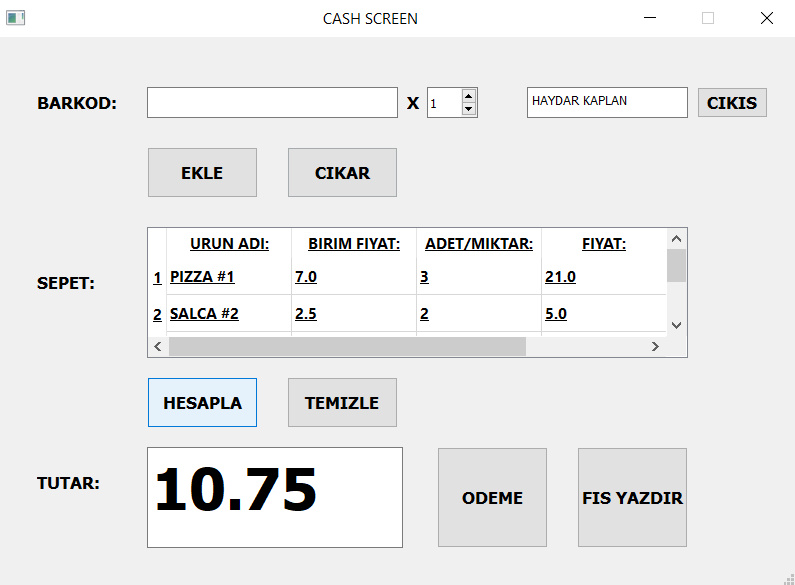 CASH SCREEN
BARKOD: X 1 HAYDAR KAPLAN CIKIS
EKLE CIKAR
SEPET:
URUN ADI: BIRIM FIYAT: ADET/MIKTAR: FIYAT:
1 PIZZA #1 7.0 3 21.0
2 SALCA #2 2.5 2 5.0
HESAPLA TEMIZLE
TUTAR: 10.75 ODEME FIS YAZDIR